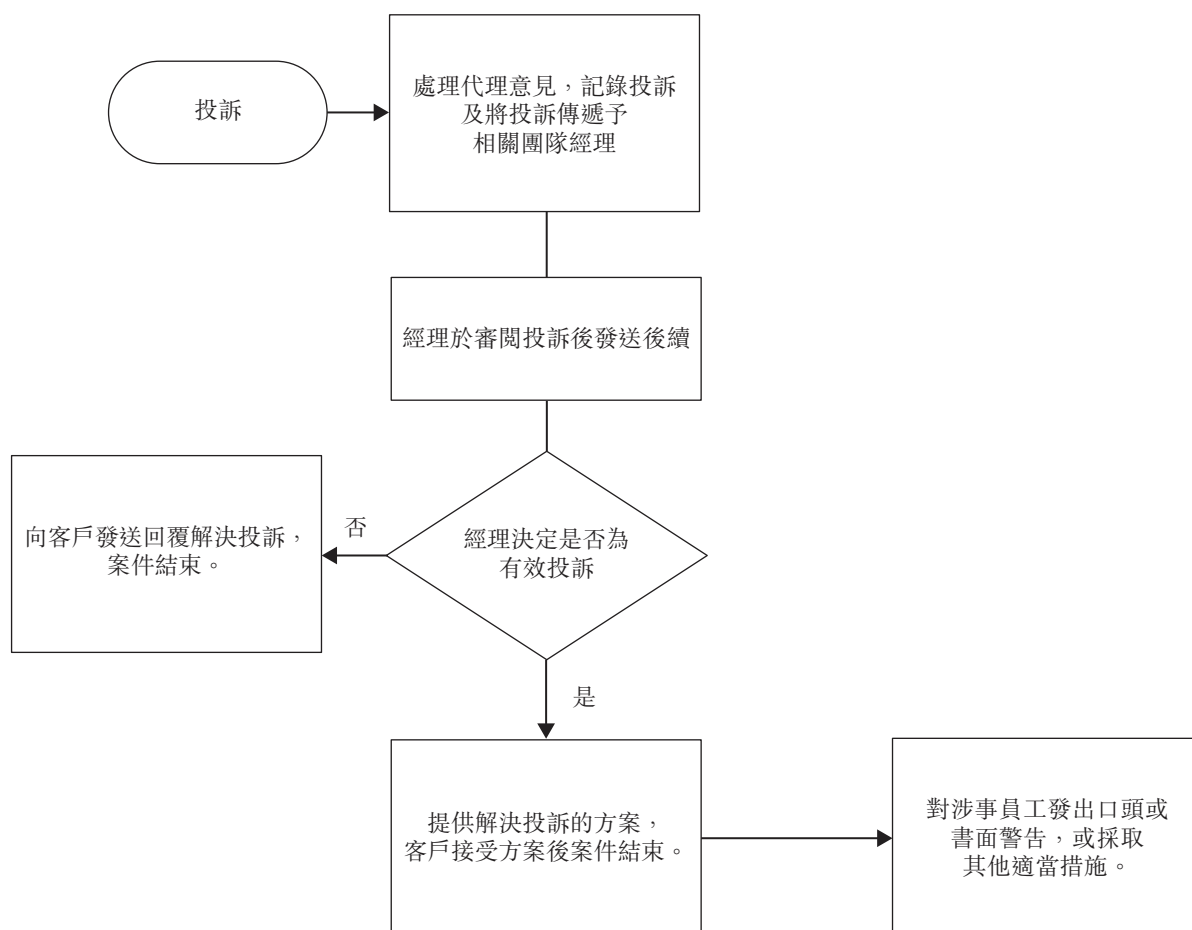 投訴
處理代理意見，記錄投訴
及將投訴傳遞予
相關團隊經理
經理於審閱投訴後發送後續
經理決定是否為
有效投訴
否
向客戶發送回覆解決投訴，
案件結束。
是
提供解決投訴的方案，
客戶接受方案後案件結束。
對涉事員工發出口頭或
書面警告，或採取
其他適當措施。